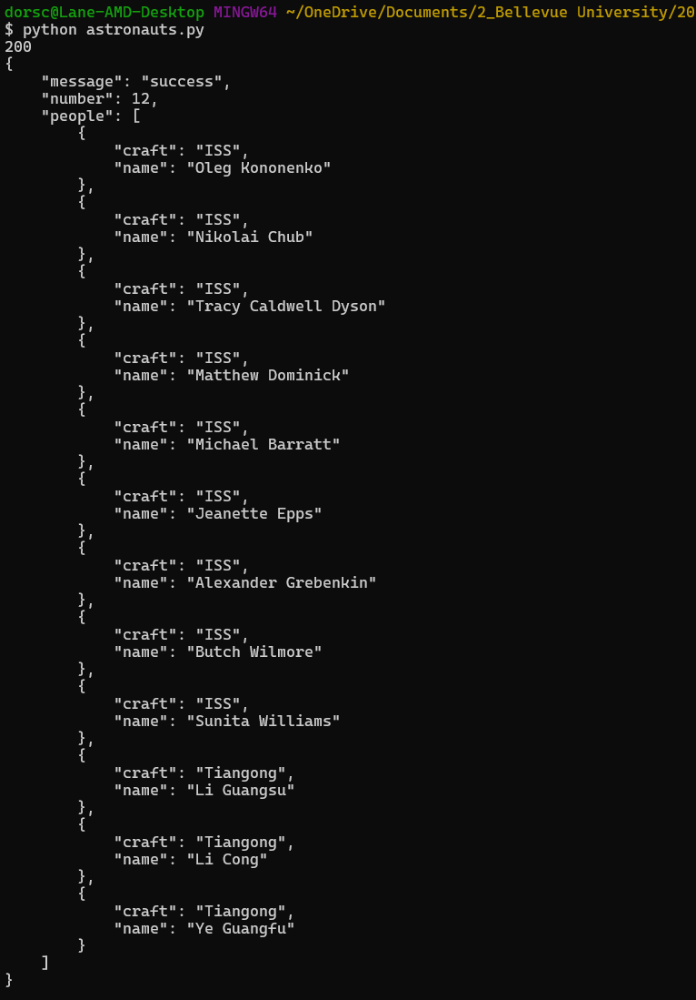 dorsc@Lane-AMD-Desktop MINGW64 ~/OneDrive/Documents/2_Bellevue University/20
$ python astronauts.py
200
{
    "message": "success",
    "number": 12,
    "people": [
        {
            "craft": "ISS",
            "name": "Oleg Kononenko"
        },
        {
            "craft": "ISS",
            "name": "Nikolai Chub"
        },
        {
            "craft": "ISS",
            "name": "Tracy Caldwell Dyson"
        },
        {
            "craft": "ISS",
            "name": "Matthew Dominick"
        },
        {
            "craft": "ISS",
            "name": "Michael Barratt"
        },
        {
            "craft": "ISS",
            "name": "Jeanette Epps"
        },
        {
            "craft": "ISS",
            "name": "Alexander Grebenkin"
        },
        {
            "craft": "ISS",
            "name": "Butch Wilmore"
        },
        {
            "craft": "ISS",
            "name": "Sunita Williams"
        },
        {
            "craft": "Tiangong",
            "name": "Li Guangsu"
        },
        {
            "craft": "Tiangong",
            "name": "Li Cong"
        },
        {
            "craft": "Tiangong",
            "name": "Ye Guangfu"
        }
    ]
}